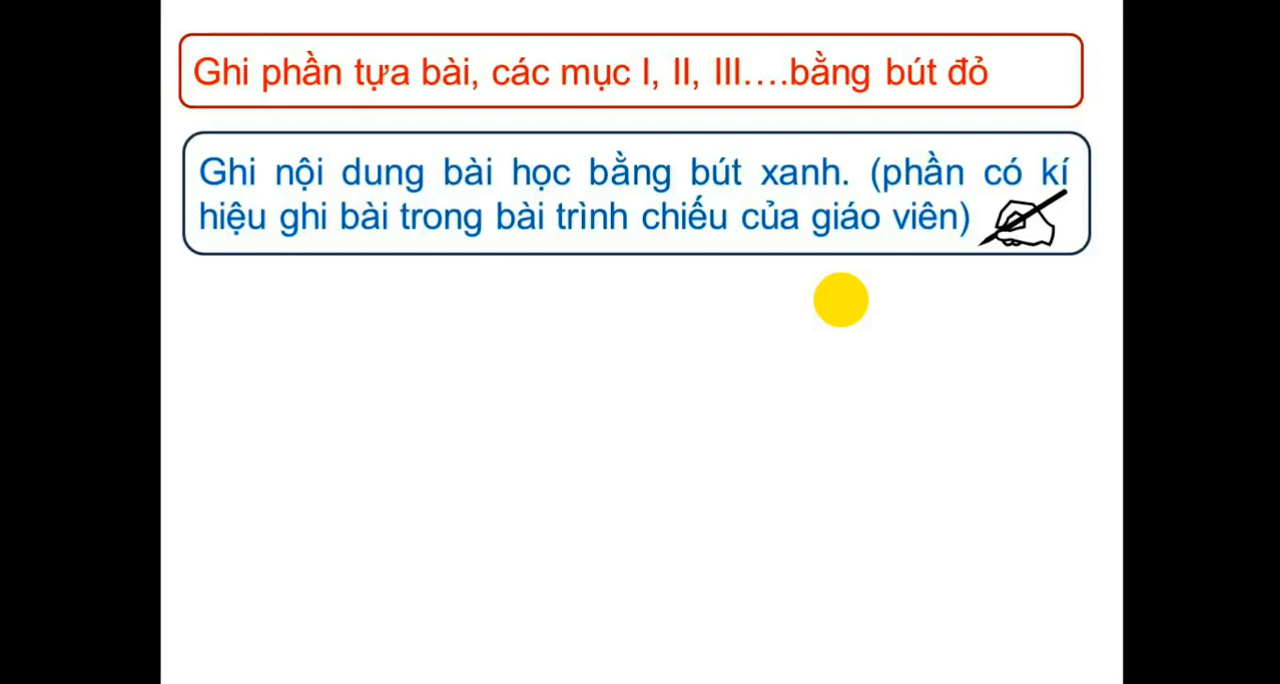 Ghi phần tựa bài, các mục I, II, III....bằng bút đỏ
Ghi nội dung bài học bằng bút xanh. (phần có kí
hiệu ghi bài trong bài trình chiếu của giáo viên)